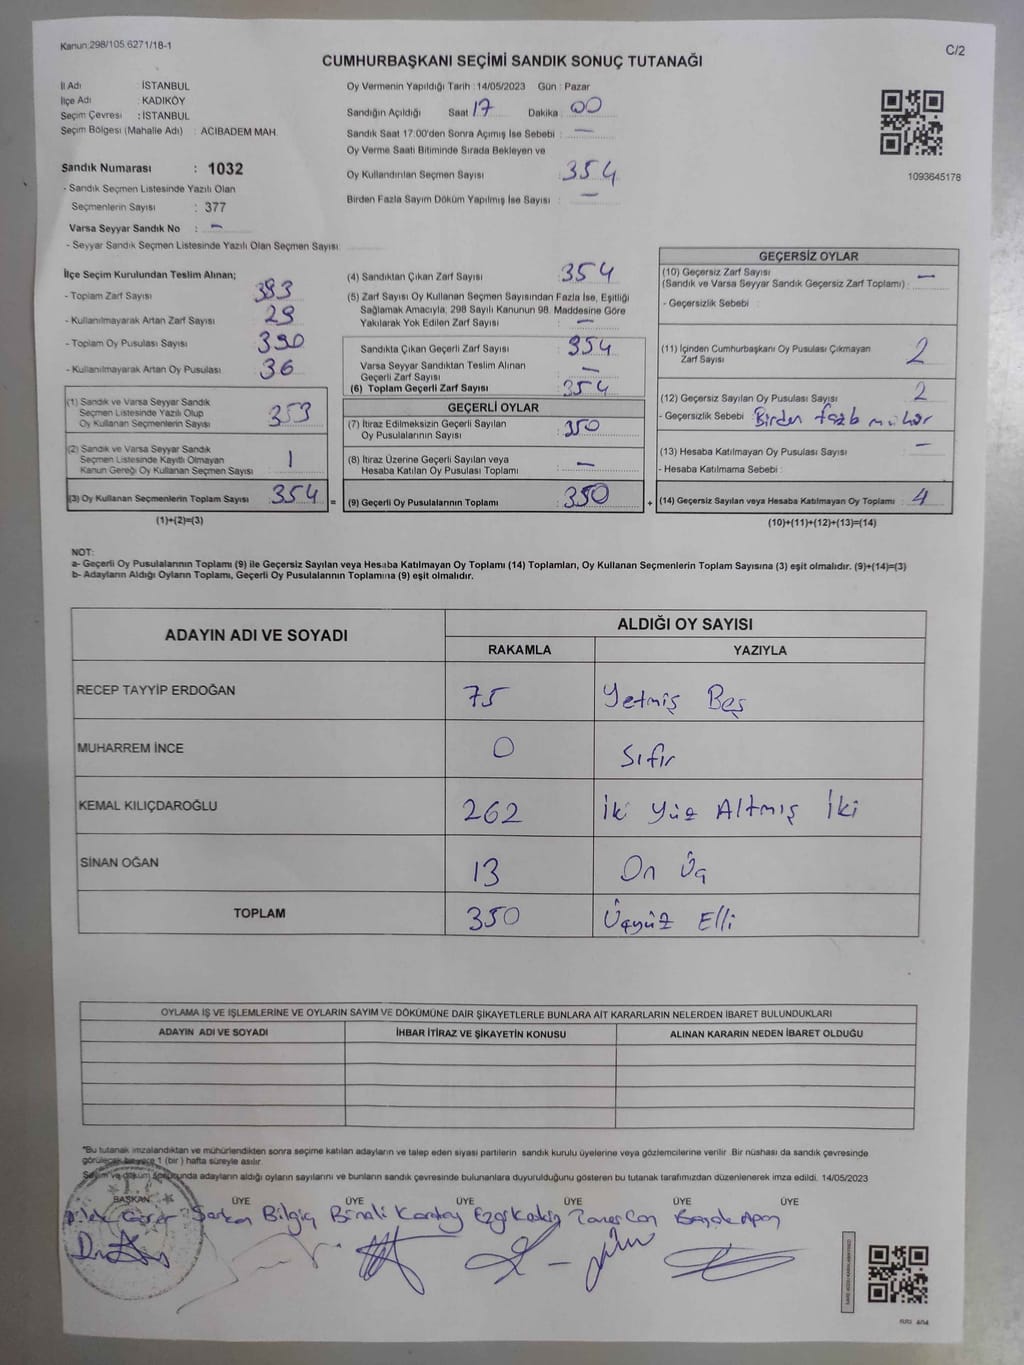 Kanun:298/105.6271/18-1
C/2
CUMHURBAŞKANI SEÇİMİ SANDIK SONUÇ TUTANAĞI
İl Adı : İSTANBUL
İlçe Adı : KADIKÖY
Seçim Çevresi : İSTANBUL
Seçim Bölgesi (Mahalle Adı) : ACIBADEM MAH.
Sandık Numarası : 1032
- Sandık Seçmen Listesinde Yazılı Olan
Seçmenlerin Sayısı : 377
Varsa Seyyar Sandık No : -
- Seyyar Sandık Seçmen Listesinde Yazılı Olan Seçmen Sayısı:
Oy Vermenin Yapıldığı Tarih : 14/05/2023 Gün : Pazar
Sandığın Açıldığı Saat 17 Dakika 00
Sandık Saat 17:00'den Sonra Açımış İse Sebebi : -
Oy Verme Saati Bitiminde Sırada Bekleyen ve
Oy Kullandırılan Seçmen Sayısı : 354
Birden Fazla Sayım Döküm Yapılmış İse Sayısı : -
1093645178
İlçe Seçim Kurulundan Teslim Alınan;
- Toplam Zarf Sayısı 383
- Kullanılmayarak Artan Zarf Sayısı 29
- Toplam Oy Pusulası Sayısı 390
- Kullanılmayarak Artan Oy Pusulası 36
(1) Sandık ve Varsa Seyyar Sandık
Seçmen Listesinde Yazılı Olup
Oy Kullanan Seçmenlerin Sayısı 353
(2) Sandık ve Varsa Seyyar Sandık
Seçmen Listesinde Kayıtlı Olmayan
Kanun Gereği Oy Kullanan Seçmen Sayısı 1
(3) Oy Kullanan Seçmenlerin Toplam Sayısı 354
(1)+(2)=(3)
=
(4) Sandıktan Çıkan Zarf Sayısı : 354
(5) Zarf Sayısı Oy Kullanan Seçmen Sayısından Fazla İse, Eşitliği
Sağlamak Amacıyla; 298 Sayılı Kanunun 98. Maddesine Göre
Yakılarak Yok Edilen Zarf Sayısı : -
Sandıkta Çıkan Geçerli Zarf Sayısı : 354
Varsa Seyyar Sandıktan Teslim Alınan
Geçerli Zarf Sayısı :
(6) Toplam Geçerli Zarf Sayısı : 354
GEÇERLİ OYLAR
(7) İtiraz Edilmeksizin Geçerli Sayılan
Oy Pusulalarının Sayısı : 350
(8) İtiraz Üzerine Geçerli Sayılan veya
Hesaba Katılan Oy Pusulası Toplamı : -
(9) Geçerli Oy Pusulalarının Toplamı : 350
+
GEÇERSİZ OYLAR
(10) Geçersiz Zarf Sayısı -
(Sandık ve Varsa Seyyar Sandık Geçersiz Zarf Toplamı) :
- Geçersizlik Sebebi :
(11) İçinden Cumhurbaşkanı Oy Pusulası Çıkmayan
Zarf Sayısı 2
(12) Geçersiz Sayılan Oy Pusulası Sayısı 2
- Geçersizlik Sebebi : Birden fazla mühür
(13) Hesaba Katılmayan Oy Pusulası Sayısı : -
- Hesaba Katılmama Sebebi :
(14) Geçersiz Sayılan veya Hesaba Katılmayan Oy Toplamı : 4
(10)+(11)+(12)+(13)=(14)
NOT:
a- Geçerli Oy Pusulalarının Toplamı (9) ile Geçersiz Sayılan veya Hesaba Katılmayan Oy Toplamı (14) Toplamları, Oy Kullanan Seçmenlerin Toplam Sayısına (3) eşit olmalıdır. (9)+(14)=(3)
b- Adayların Aldığı Oyların Toplamı, Geçerli Oy Pusulalarının Toplamına (9) eşit olmalıdır.
ADAYIN ADI VE SOYADI ALDIĞI OY SAYISI
RAKAMLA YAZIYLA
RECEP TAYYİP ERDOĞAN 75 Yetmiş Beş
MUHARREM İNCE 0 Sıfır
KEMAL KILIÇDAROĞLU 262 İki Yüz Altmış İki
SİNAN OĞAN 13 On Üç
TOPLAM 350 Üçyüz Elli
OYLAMA İŞ VE İŞLEMLERİNE VE OYLARIN SAYIM VE DÖKÜMÜNE DAİR ŞİKAYETLERLE BUNLARA AİT KARARLARIN NELERDEN İBARET BULUNDUKLARI
ADAYIN ADI VE SOYADI İHBAR İTİRAZ VE ŞİKAYETİN KONUSU ALINAN KARARIN NEDEN İBARET OLDUĞU
*Bu tutanak imzalandıktan ve mühürlendikten sonra seçime katılan adayların ve talep eden siyasi partilerin sandık kurulu üyelerine veya gözlemcilerine verilir. Bir nüshası da sandık çevresinde
görülecek bir yere 1 (bir) hafta süreyle asılır.
Sayım ve döküm sonucunda adayların aldığı oyların sayılarını ve bunların sandık çevresinde bulunanlara duyurulduğunu gösteren bu tutanak tarafımızdan düzenlenerek imza edildi. 14/05/2023
BAŞKAN ÜYE ÜYE ÜYE ÜYE ÜYE ÜYE
Serkan Bilgiç Binali Kantay Taner Can